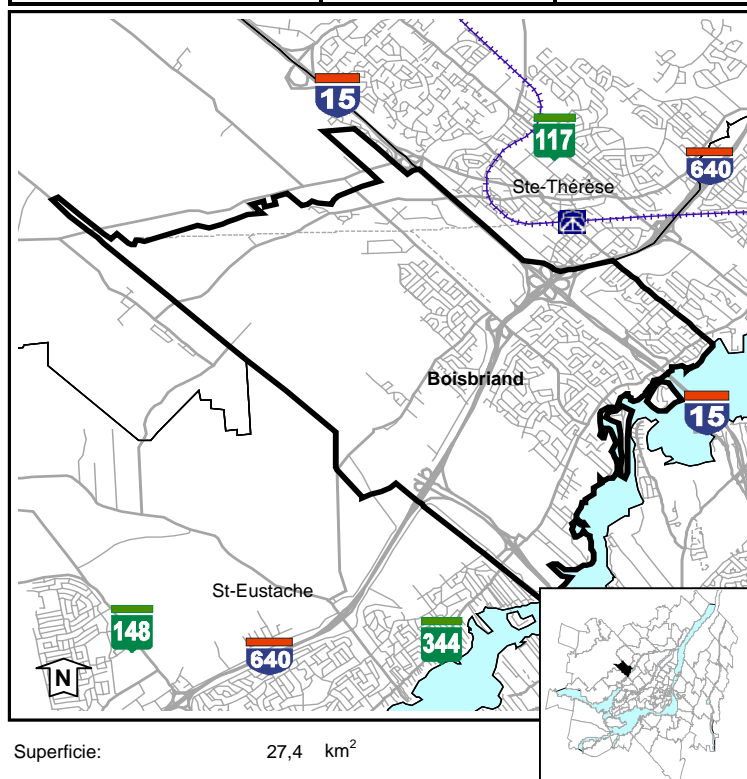 15
117
640
Ste-Thérèse
Boisbriand
15
St-Eustache
148
640
344
N
Superficie: 27,4 km²